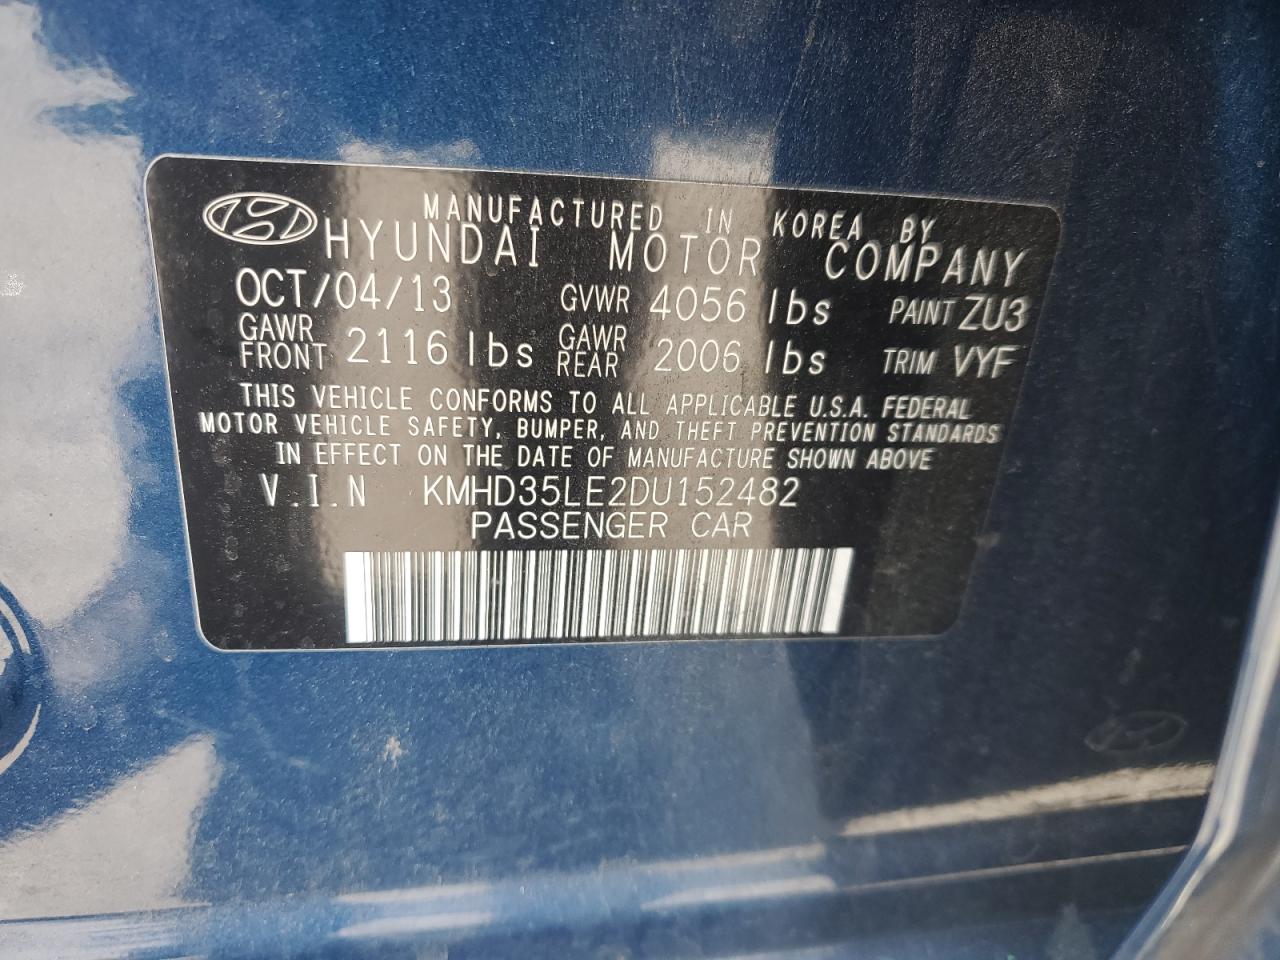 MANUFACTURED IN KOREA BY
HYUNDAI MOTOR COMPANY
OCT/04/13 GVWR 4056 lbs PAINT ZU3
GAWR FRONT 2116 lbs GAWR REAR 2006 lbs TRIM VYF
THIS VEHICLE CONFORMS TO ALL APPLICABLE U.S.A. FEDERAL
MOTOR VEHICLE SAFETY, BUMPER, AND THEFT PREVENTION STANDARDS
IN EFFECT ON THE DATE OF MANUFACTURE SHOWN ABOVE
V.I.N KMHD35LE2DU152482
PASSENGER CAR